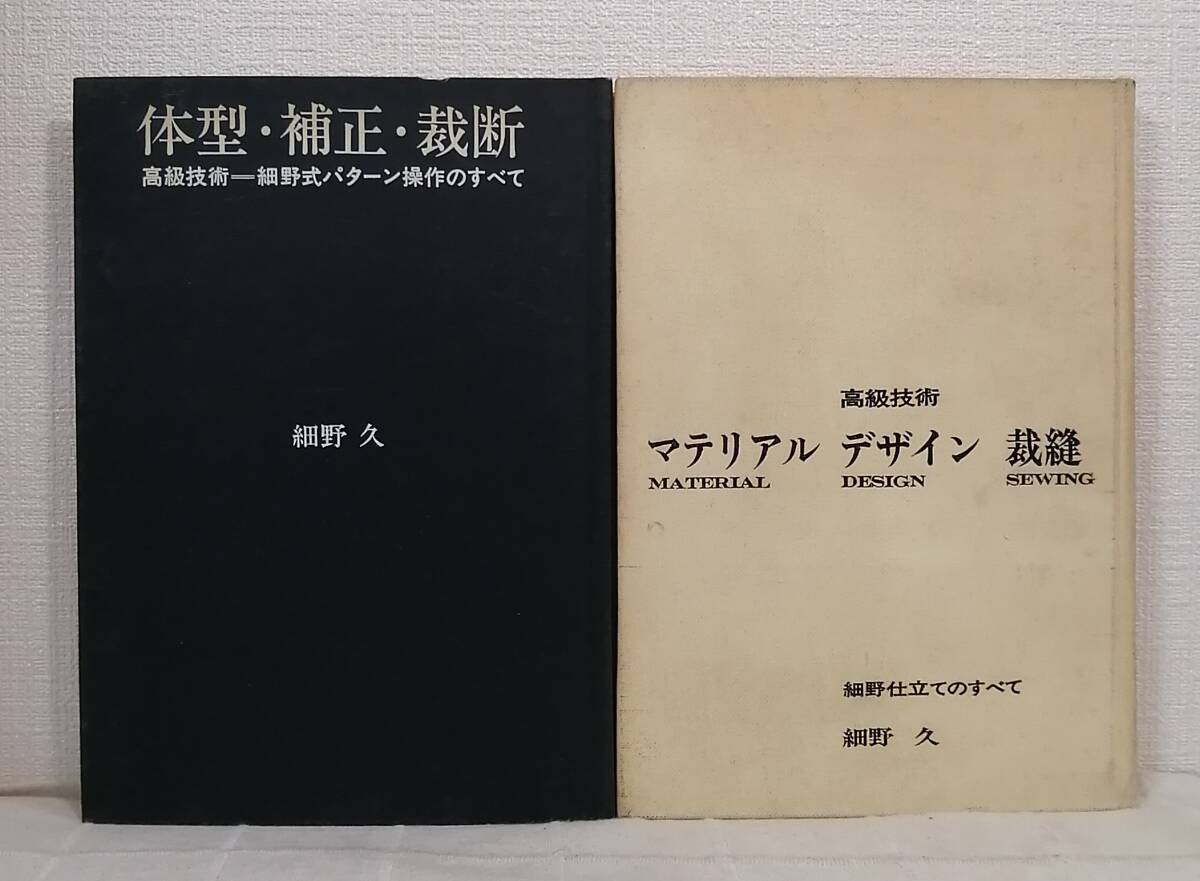 体型・補正・裁断
高級技術＝細野式パターン操作のすべて
細野 久
高級技術
マテリアル デザイン 裁縫
MATERIAL DESIGN SEWING
細野仕立てのすべて
細野 久